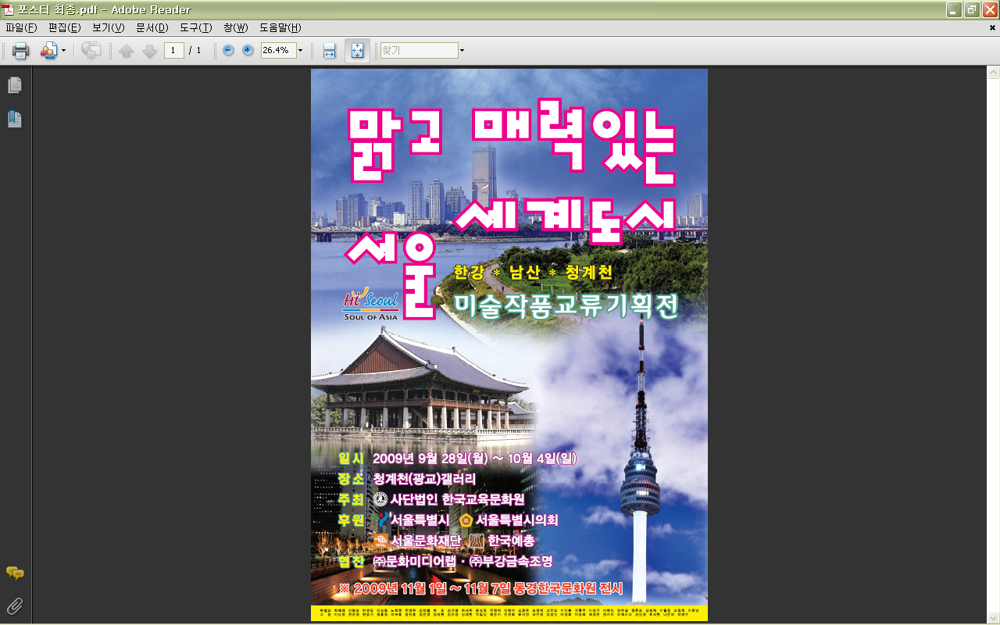 포스터 최종.pdf - Adobe Reader
파일(F) 편집(E) 보기(V) 문서(D) 도구(T) 창(W) 도움말(H)
1 / 1 26.4% 찾기
맑고 매력있는
세계도시
서울
한강 * 남산 * 청계천
Hi Seoul
SOUL OF ASIA
미술작품교류기획전
일시 2009년 9월 28일(월) ~ 10월 4일(일)
장소 청계천(광교)갤러리
주최 사단법인 한국교육문화원
후원 서울특별시 서울특별시의회
서울문화재단 한국예총
협찬 ㈜문화미디어랩 · ㈜부강금속조명
※ 2009년 11월 1일 ~ 11월 7일 동경한국문화원 전시